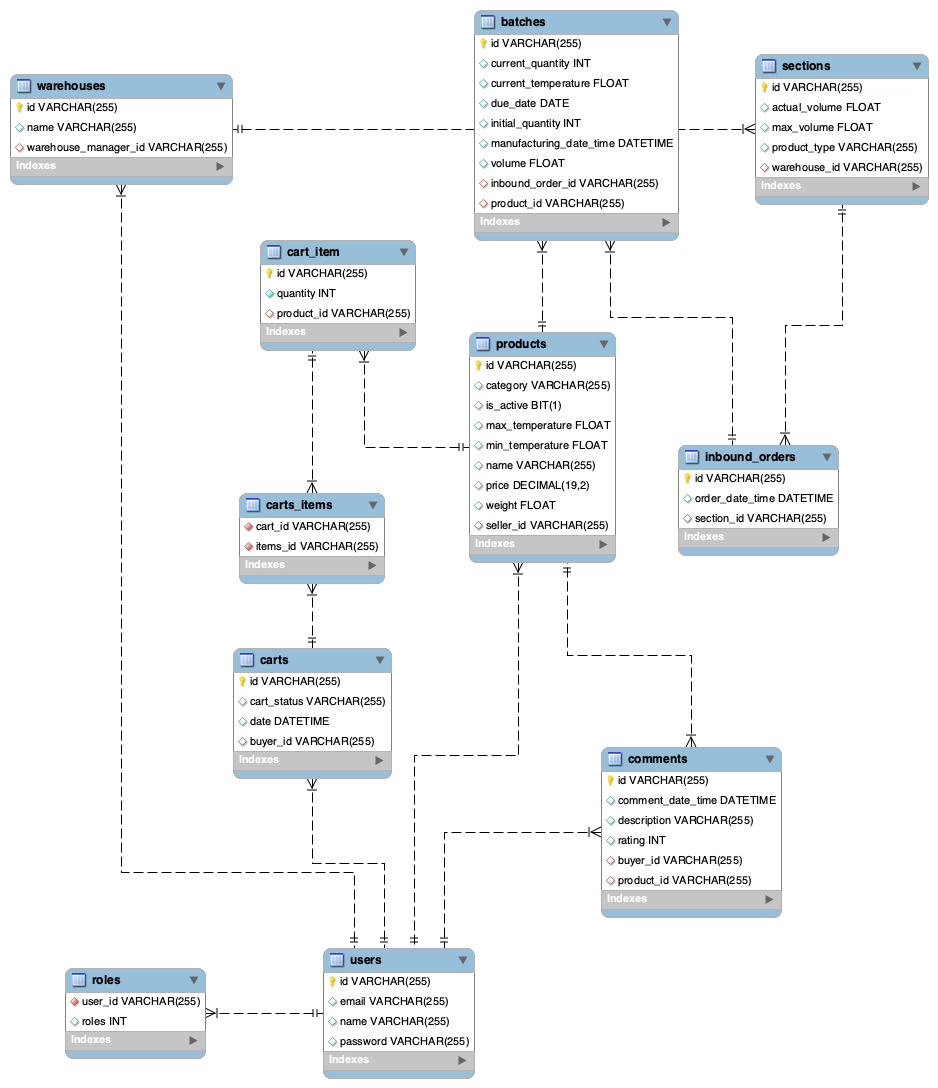 batches
id VARCHAR(255)
current_quantity INT
current_temperature FLOAT
due_date DATE
initial_quantity INT
manufacturing_date_time DATETIME
volume FLOAT
inbound_order_id VARCHAR(255)
product_id VARCHAR(255)
Indexes
sections
id VARCHAR(255)
actual_volume FLOAT
max_volume FLOAT
product_type VARCHAR(255)
warehouse_id VARCHAR(255)
Indexes
warehouses
id VARCHAR(255)
name VARCHAR(255)
warehouse_manager_id VARCHAR(255)
Indexes
cart_item
id VARCHAR(255)
quantity INT
product_id VARCHAR(255)
Indexes
products
id VARCHAR(255)
category VARCHAR(255)
is_active BIT(1)
max_temperature FLOAT
min_temperature FLOAT
name VARCHAR(255)
price DECIMAL(19,2)
weight FLOAT
seller_id VARCHAR(255)
Indexes
inbound_orders
id VARCHAR(255)
order_date_time DATETIME
section_id VARCHAR(255)
Indexes
carts_items
cart_id VARCHAR(255)
items_id VARCHAR(255)
Indexes
carts
id VARCHAR(255)
cart_status VARCHAR(255)
date DATETIME
buyer_id VARCHAR(255)
Indexes
comments
id VARCHAR(255)
comment_date_time DATETIME
description VARCHAR(255)
rating INT
buyer_id VARCHAR(255)
product_id VARCHAR(255)
Indexes
users
id VARCHAR(255)
email VARCHAR(255)
name VARCHAR(255)
password VARCHAR(255)
Indexes
roles
user_id VARCHAR(255)
roles INT
Indexes